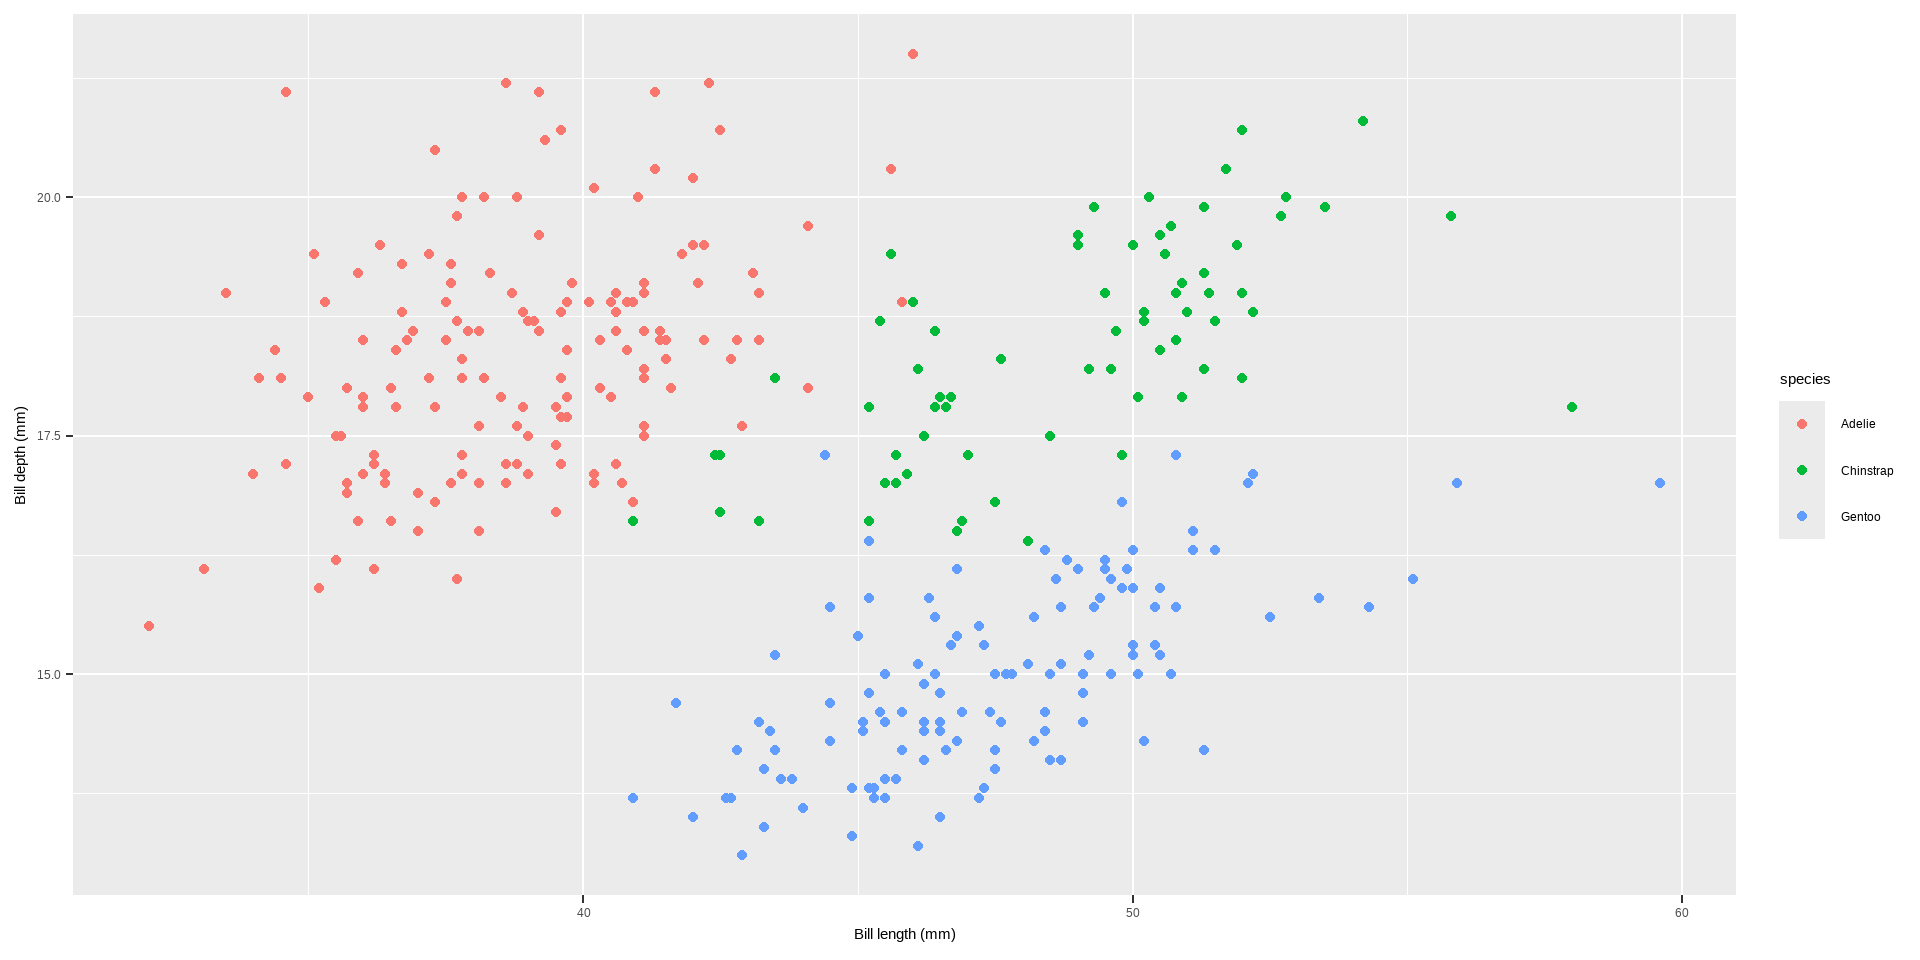 20.0
17.5
15.0
Bill depth (mm)
40
50
60
Bill length (mm)
species
Adelie
Chinstrap
Gentoo